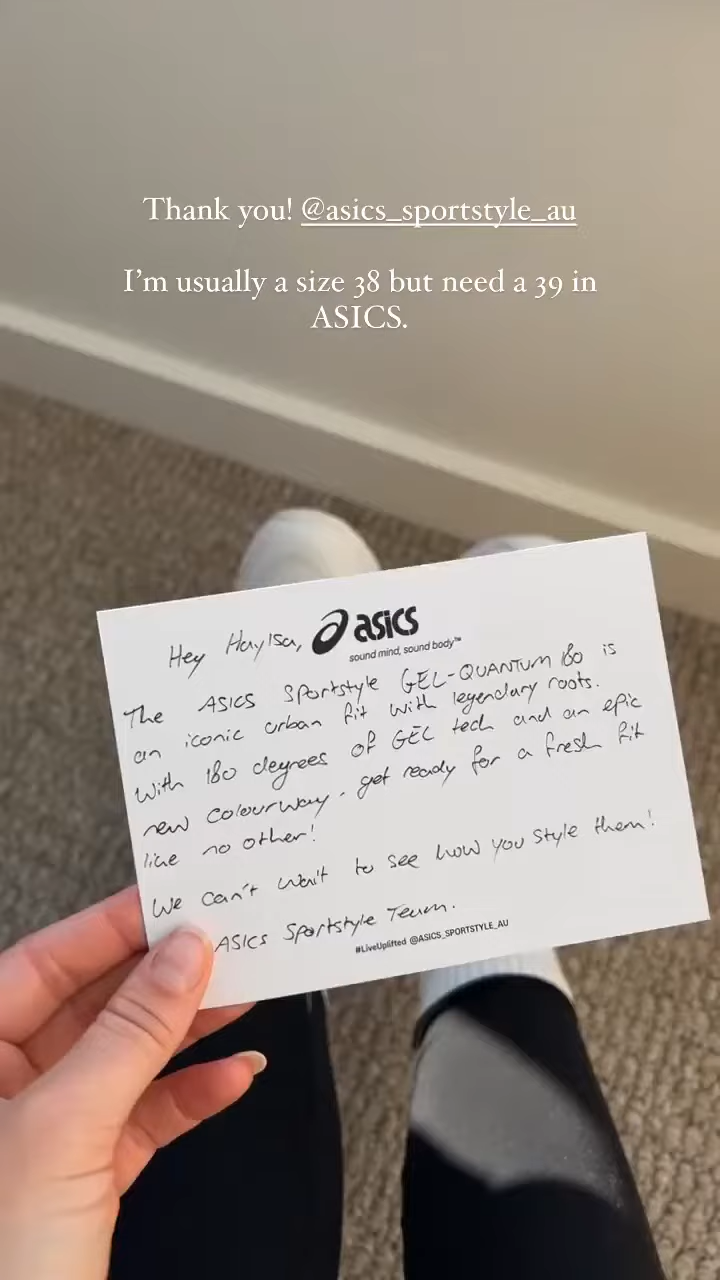 Thank you! @asics_sportstyle_au
I'm usually a size 38 but need a 39 in
ASICS.
asics
sound mind, sound body™
Hey Haylsa,
The ASICS Sportstyle GEL-QUANTUM 180 is
an iconic urban fit with legendary roots.
With 180 degrees of GEL tech and an epic
new colourway - get ready for a fresh fit
like no other!
We can't wait to see how you style them!
ASICS Sportstyle Team.
#LiveUplifted @ASICS_SPORTSTYLE_AU